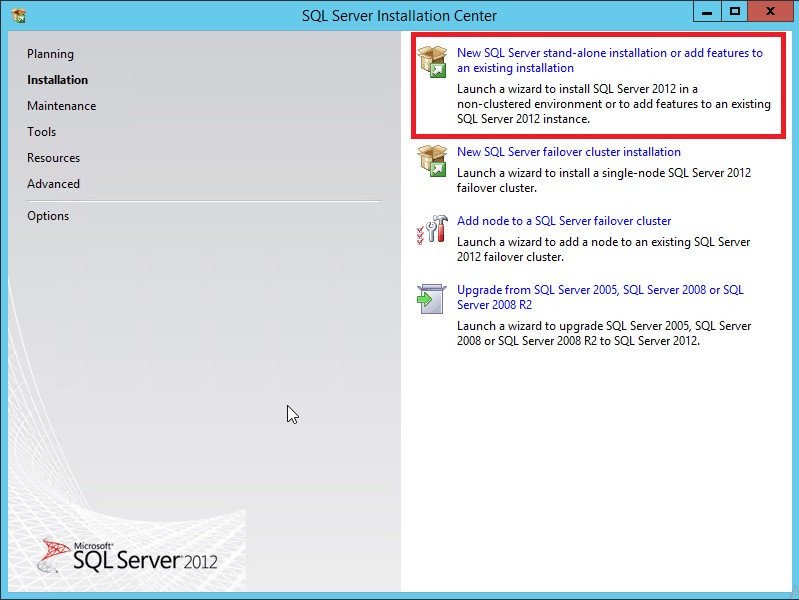 SQL Server Installation Center
Planning
Installation
Maintenance
Tools
Resources
Advanced
Options
New SQL Server stand-alone installation or add features to
an existing installation
Launch a wizard to install SQL Server 2012 in a
non-clustered environment or to add features to an existing
SQL Server 2012 instance.
New SQL Server failover cluster installation
Launch a wizard to install a single-node SQL Server 2012
failover cluster.
Add node to a SQL Server failover cluster
Launch a wizard to add a node to an existing SQL Server
2012 failover cluster.
Upgrade from SQL Server 2005, SQL Server 2008 or SQL
Server 2008 R2
Launch a wizard to upgrade SQL Server 2005, SQL Server
2008 or SQL Server 2008 R2 to SQL Server 2012.
Microsoft®
SQL Server® 2012